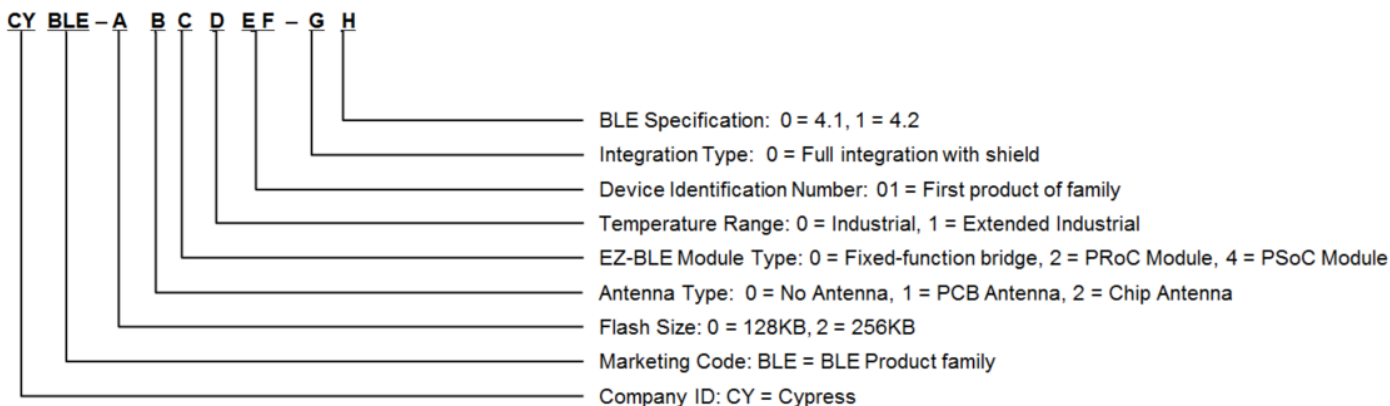 CY BLE – A B C D E F – G H
BLE Specification: 0 = 4.1, 1 = 4.2
Integration Type: 0 = Full integration with shield
Device Identification Number: 01 = First product of family
Temperature Range: 0 = Industrial, 1 = Extended Industrial
EZ-BLE Module Type: 0 = Fixed-function bridge, 2 = PRoC Module, 4 = PSoC Module
Antenna Type: 0 = No Antenna, 1 = PCB Antenna, 2 = Chip Antenna
Flash Size: 0 = 128KB, 2 = 256KB
Marketing Code: BLE = BLE Product family
Company ID: CY = Cypress